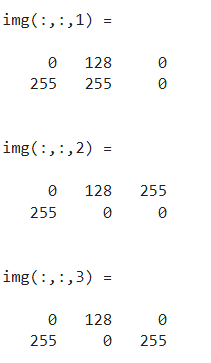 img(:,:,1) =
0 128 0
255 255 0
img(:,:,2) =
0 128 255
255 0 0
img(:,:,3) =
0 128 0
255 0 255